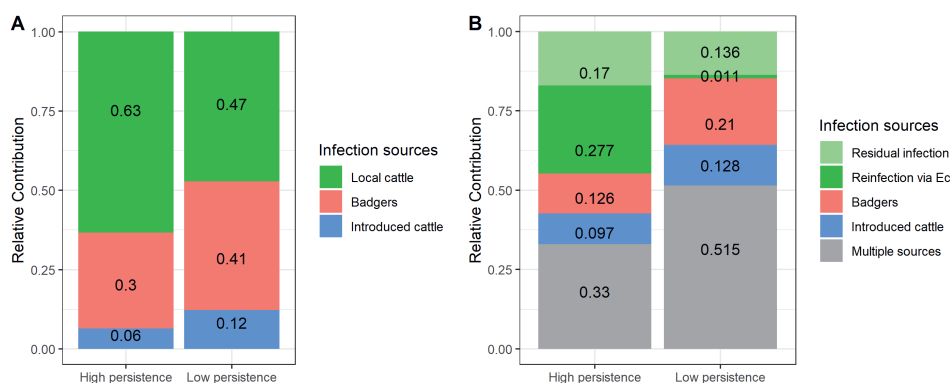 A
Relative Contribution
1.00
0.75
0.50
0.25
0.00
0.63
0.47
0.3
0.41
0.06
0.12
High persistence
Low persistence
Infection sources
Local cattle
Badgers
Introduced cattle
B
Relative Contribution
1.00
0.75
0.50
0.25
0.00
0.17
0.136
0.011
0.277
0.21
0.126
0.128
0.097
0.515
0.33
High persistence
Low persistence
Infection sources
Residual infection
Reinfection via Ec
Badgers
Introduced cattle
Multiple sources